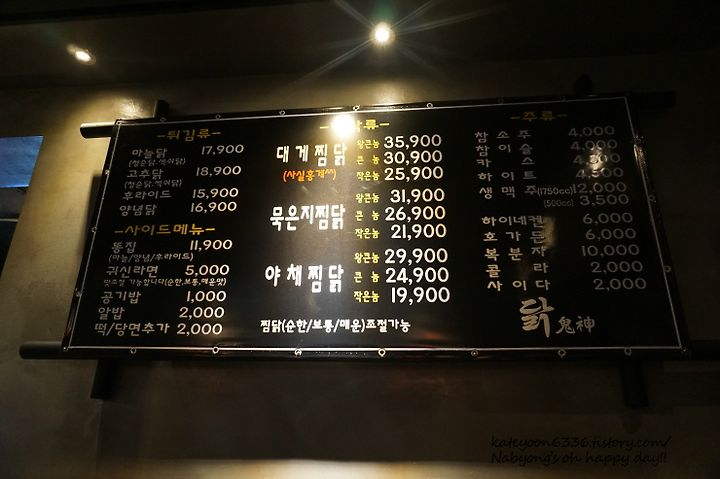 -튀김류-
마늘닭 17,900
(청순닭,섹쉬닭)
고추닭 18,900
(청순닭,섹쉬닭)
후라이드 15,900
양념닭 16,900
-사이드메뉴-
똥집 11,900
(마늘/양념/후라이드)
귀신라면 5,000
맛조절 가능합니다(순한,보통,매운맛)
공기밥 1,000
알밥 2,000
떡/당면추가 2,000
류-
대게찜닭 왕큰놈 35,900
(사실홍게^^) 큰놈 30,900
작은놈 25,900
묵은지찜닭 왕큰놈 31,900
큰놈 26,900
작은놈 21,900
야채찜닭 왕큰놈 29,900
큰놈 24,900
작은놈 19,900
찜닭(순한/보통/매운)조절가능
-주류-
참소주 4,000
참이슬 4,000
카스 4,000
하이트 4,000
생맥주(1750cc) 12,000
(500cc) 3,500
하이네켄 6,000
호가든 6,000
복분자 10,000
콜라 2,000
사이다 2,000
닭鬼神
kateyoon6336.tistory.com/
Nabyong's oh happy day!!